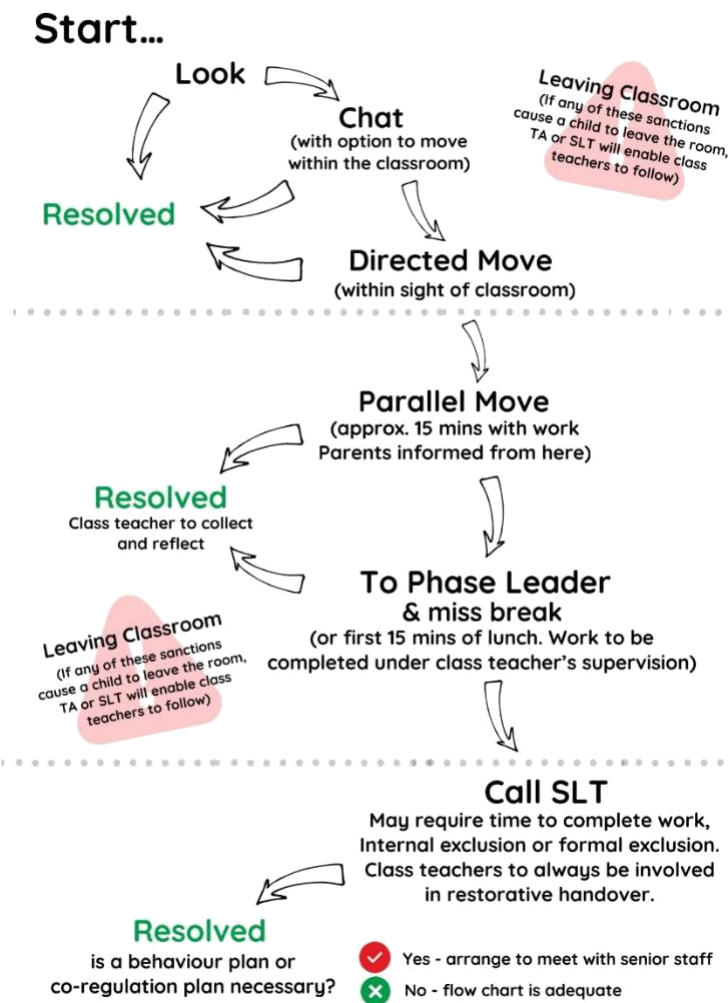 Start...
Look
Chat
(with option to move
within the classroom)
Leaving Classroom
(If any of these sanctions
cause a child to leave the room,
TA or SLT will enable class
teachers to follow)
Resolved
Directed Move
(within sight of classroom)
Parallel Move
(approx. 15 mins with work
Parents informed from here)
Resolved
Class teacher to collect
and reflect
To Phase Leader
& miss break
(or first 15 mins of lunch. Work to be
completed under class teacher's supervision)
Leaving Classroom
(If any of these sanctions
cause a child to leave the room,
TA or SLT will enable class
teachers to follow)
Call SLT
May require time to complete work,
Internal exclusion or formal exclusion.
Class teachers to always be involved
in restorative handover.
Resolved
is a behaviour plan or
co-regulation plan necessary?
Yes - arrange to meet with senior staff
No - flow chart is adequate